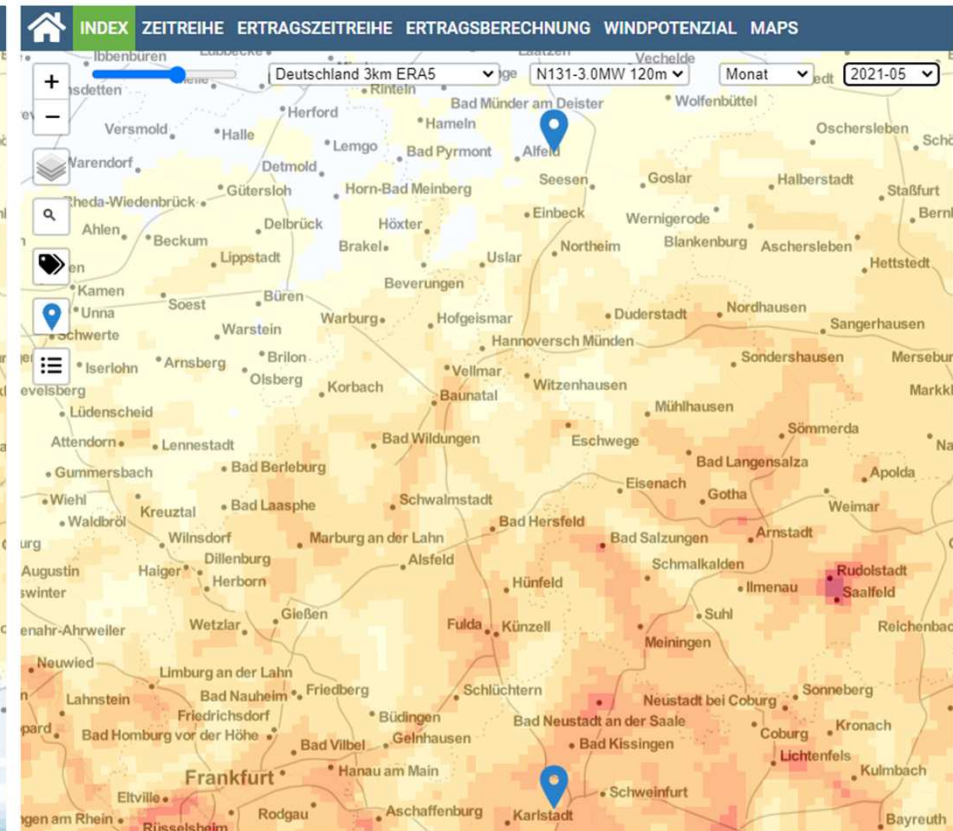 INDEX ZEITREIHE ERTRAGSZEITREIHE ERTRAGSBERECHNUNG WINDPOTENZIAL MAPS
Ibbenbüren Laatzen Vechelde
+ Deutschland 3km ERA5 N131-3.0MW 120m Monat 2021-05
Rinteln
Bad Münder am Deister Wolfenbüttel
−
Herford Hameln
Versmold Halle Oschersleben
Lemgo Bad Pyrmont Alfeld
Warendorf Detmold
Seesen Goslar Halberstadt
Gütersloh Horn-Bad Meinberg Staßfurt
Rheda-Wiedenbrück
Einbeck Wernigerode
Ahlen Beckum Delbrück Höxter
Brakel Northeim Blankenburg Aschersleben
Lippstadt Uslar Hettstedt
Beverungen
Kamen Büren
Unna Soest Duderstadt Nordhausen
Warburg Hofgeismar Sangerhausen
Schwerte Warstein
Hannoversch Münden
Iserlohn Arnsberg Brilon Sondershausen
Olsberg Vellmar
Korbach Baunatal Witzenhausen
Lüdenscheid Mühlhausen
Attendorn Lennestadt Bad Wildungen Eschwege Sömmerda
Gummersbach Bad Berleburg Bad Langensalza Apolda
Eisenach
Wiehl Kreuztal Bad Laasphe Schwalmstadt Gotha Weimar
Waldbröl Bad Hersfeld
Wilnsdorf Marburg an der Lahn Bad Salzungen Arnstadt
Dillenburg Alsfeld Schmalkalden
Haiger Herborn Hünfeld Ilmenau Rudolstadt
Saalfeld
Gießen Suhl
Wetzlar Fulda Künzell
Meiningen
Neuwied Limburg an der Lahn
Lahnstein Bad Nauheim Friedberg Schlüchtern Neustadt bei Coburg Sonneberg
Friedrichsdorf Büdingen Bad Neustadt an der Saale Kronach
Bad Homburg vor der Höhe Gelnhausen Coburg
Bad Vilbel Bad Kissingen Lichtenfels
Frankfurt Hanau am Main Kulmbach
Eltville Schweinfurt
Rodgau Aschaffenburg Karlstadt Bayreuth
Rüsselsheim